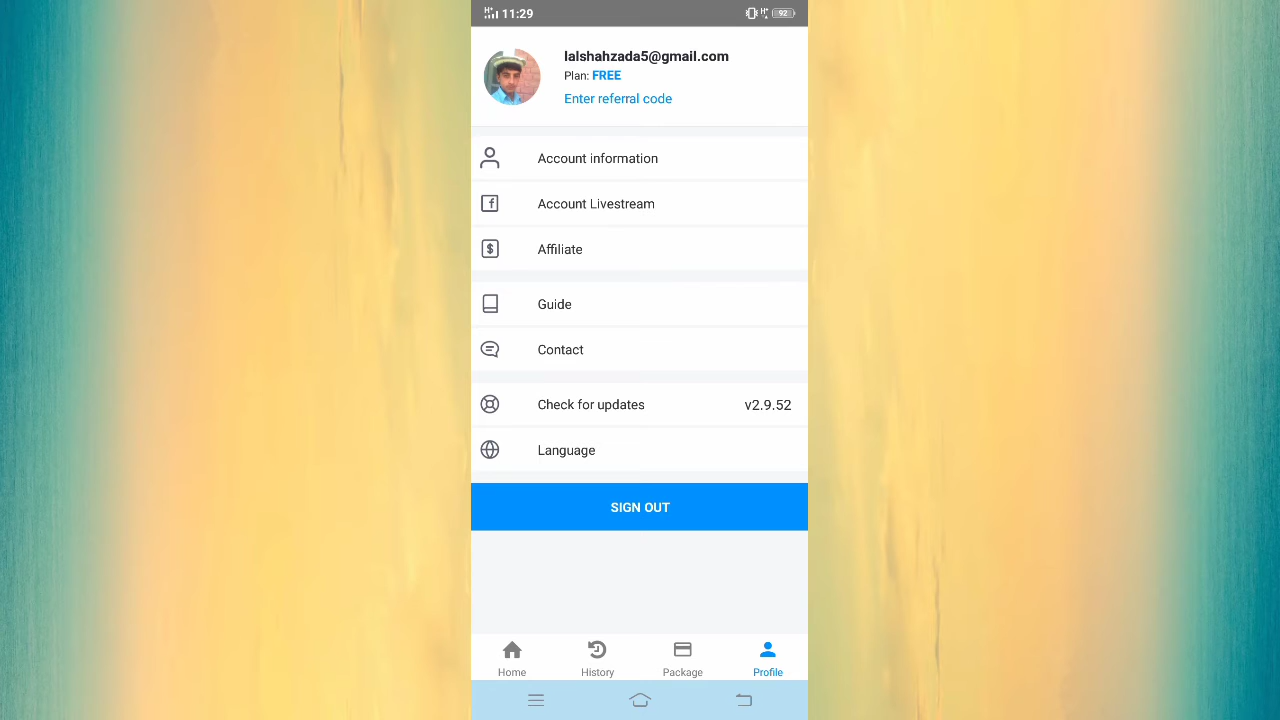 H+ 11:29 H+ 92
lalshahzada5@gmail.com
Plan: FREE
Enter referral code
Account information
Account Livestream
Affiliate
Guide
Contact
Check for updates v2.9.52
Language
SIGN OUT
Home History Package Profile